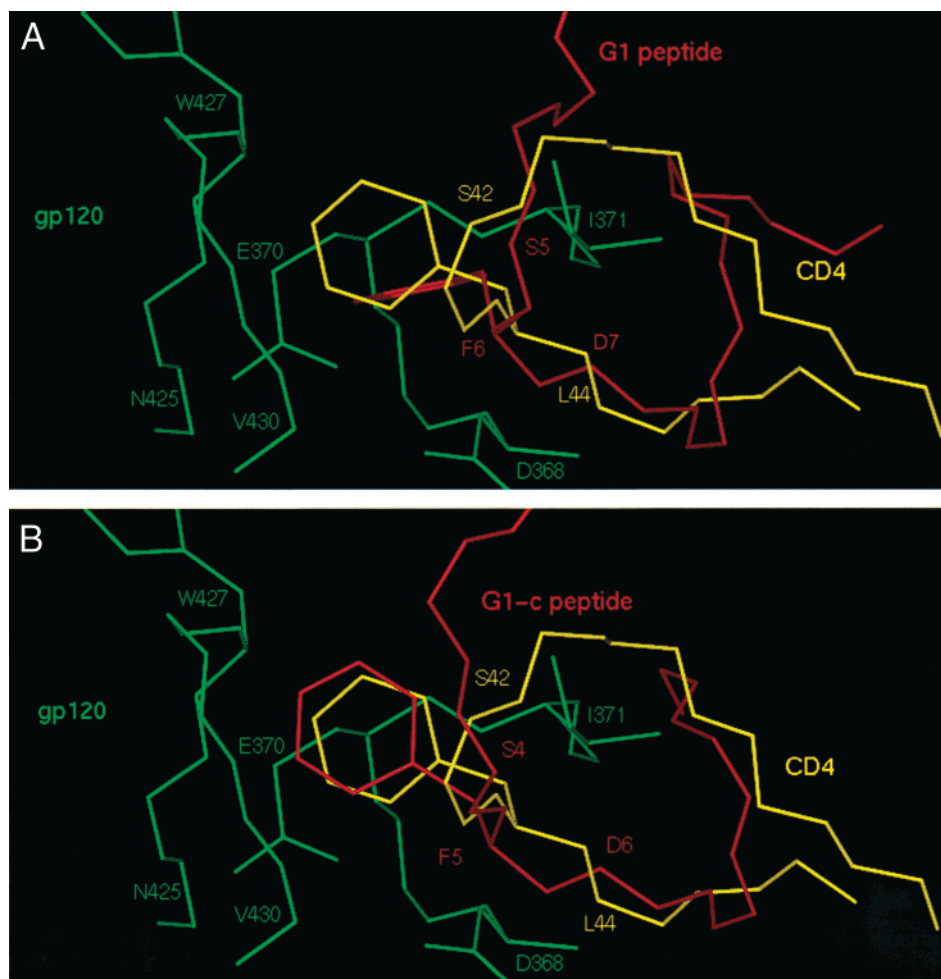 A
G1 peptide
W427
S42
gp120
I371
E370
S5
CD4
F6
D7
L44
N425
V430
D368
B
W427
G1-c peptide
S42
gp120
I371
E370
S4
CD4
F5
D6
N425
V430
L44
D368